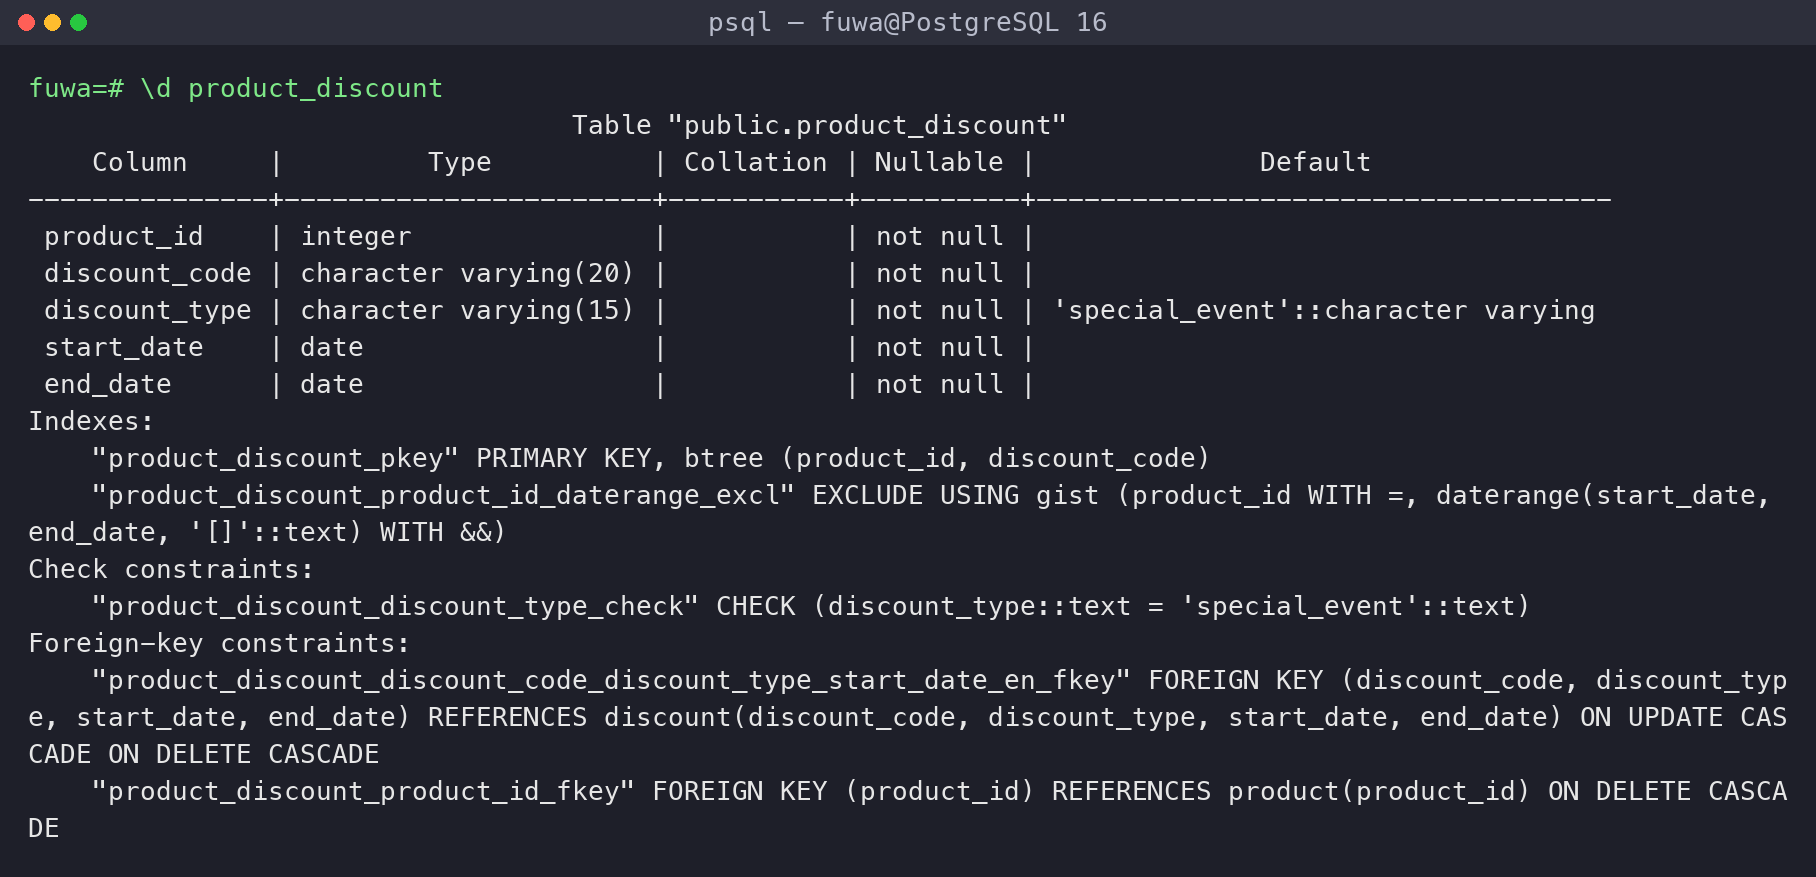 psql — fuwa@PostgreSQL 16
fuwa=# \d product_discount
                                  Table "public.product_discount"
    Column     |         Type          | Collation | Nullable |              Default               
---------------+-----------------------+-----------+----------+------------------------------------
 product_id    | integer               |           | not null | 
 discount_code | character varying(20) |           | not null | 
 discount_type | character varying(15) |           | not null | 'special_event'::character varying
 start_date    | date                  |           | not null | 
 end_date      | date                  |           | not null | 
Indexes:
    "product_discount_pkey" PRIMARY KEY, btree (product_id, discount_code)
    "product_discount_product_id_daterange_excl" EXCLUDE USING gist (product_id WITH =, daterange(start_date,
end_date, '[]'::text) WITH &&)
Check constraints:
    "product_discount_discount_type_check" CHECK (discount_type::text = 'special_event'::text)
Foreign-key constraints:
    "product_discount_discount_code_discount_type_start_date_en_fkey" FOREIGN KEY (discount_code, discount_typ
e, start_date, end_date) REFERENCES discount(discount_code, discount_type, start_date, end_date) ON UPDATE CAS
CADE ON DELETE CASCADE
    "product_discount_product_id_fkey" FOREIGN KEY (product_id) REFERENCES product(product_id) ON DELETE CASCA
DE